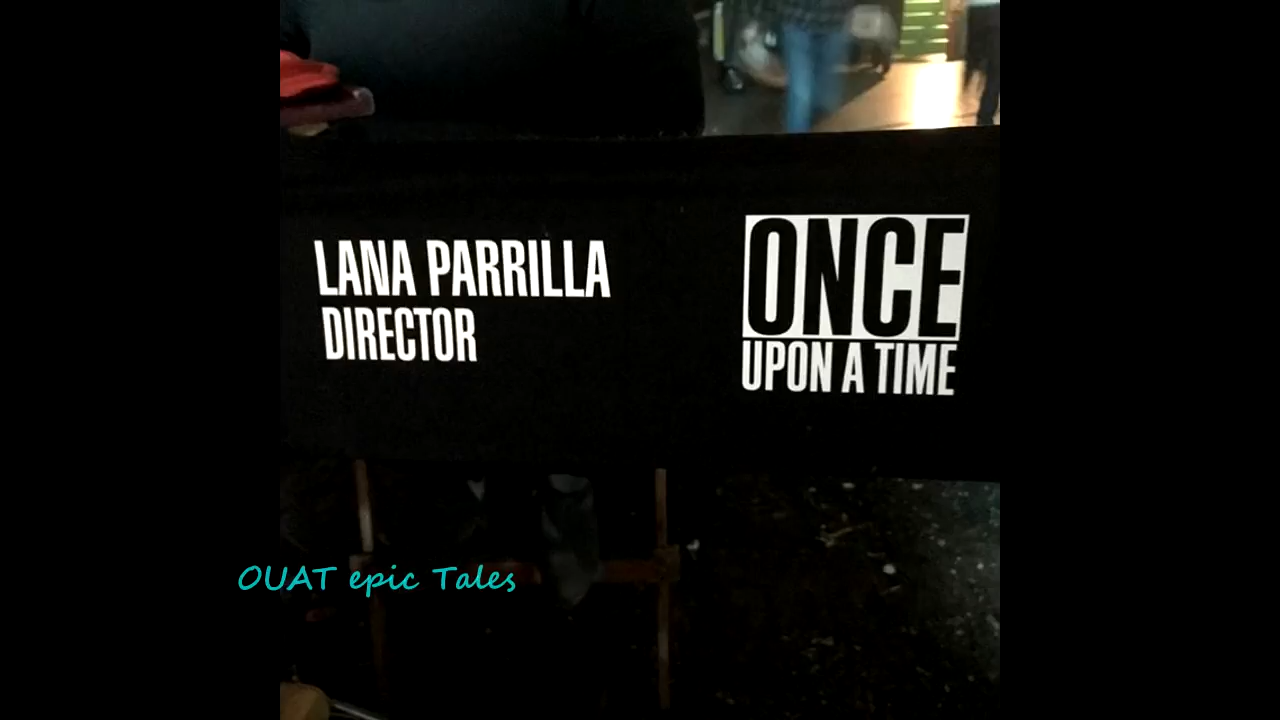 LANA PARRILLA
DIRECTOR
ONCE
UPON A TIME
OUAT epic Tales